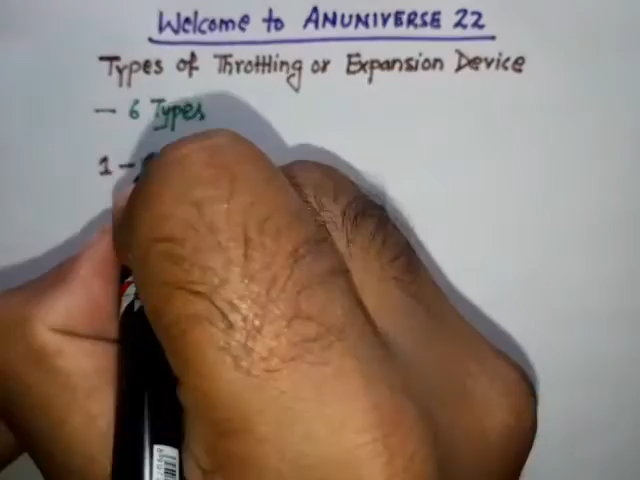 Welcome to ANUNIVERSE 22
Types of Throttling or Expansion Device
- 6 Types
1 -